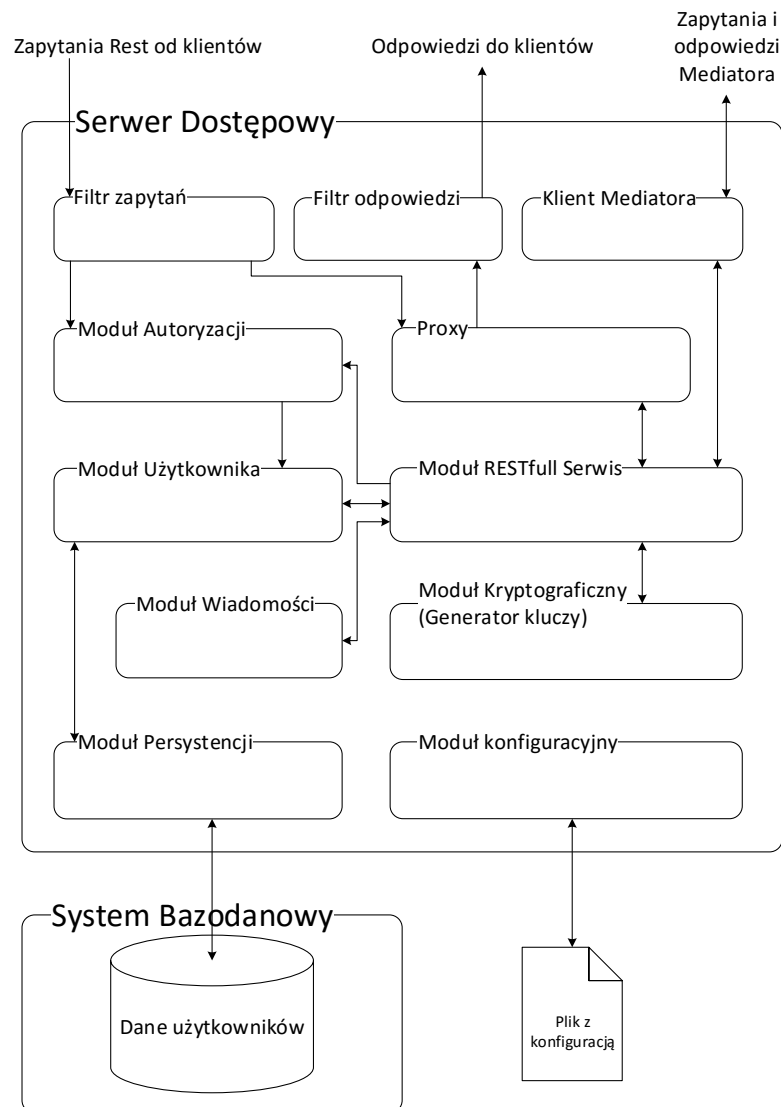 Zapytania Rest od klientów
Odpowiedzi do klientów
Zapytania i
odpowiedzi
Mediatora
Serwer Dostępowy
Filtr zapytań
Filtr odpowiedzi
Klient Mediatora
Moduł Autoryzacji
Proxy
Moduł Użytkownika
Moduł RESTfull Serwis
Moduł Wiadomości
Moduł Kryptograficzny
(Generator kluczy)
Moduł Persystencji
Moduł konfiguracyjny
System Bazodanowy
Dane użytkowników
Plik z
konfiguracją